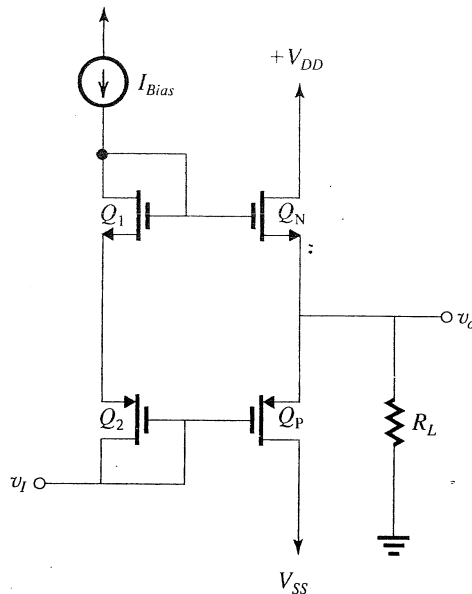 I_Bias
+V_DD
Q_1
Q_N
v_o
Q_2
Q_P
R_L
v_I
V_SS